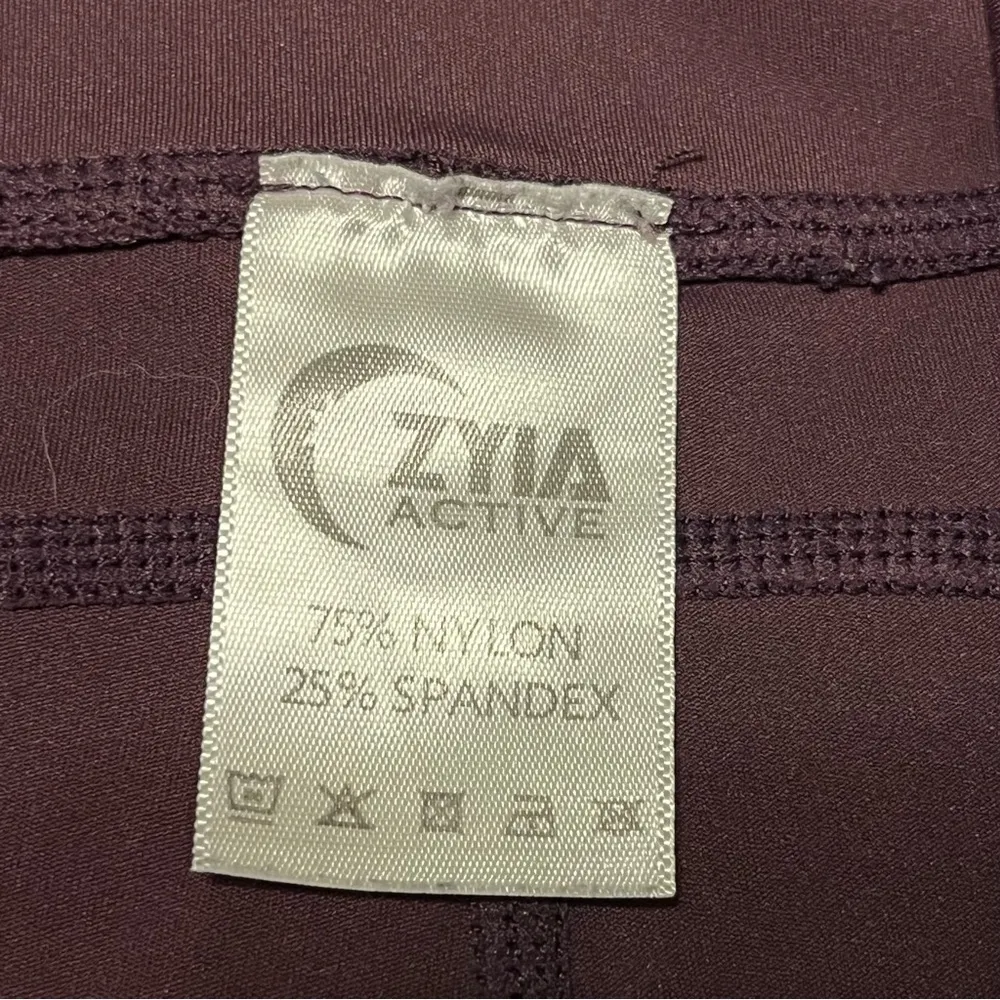 ZYIA
ACTIVE
75% NYLON
25% SPANDEX